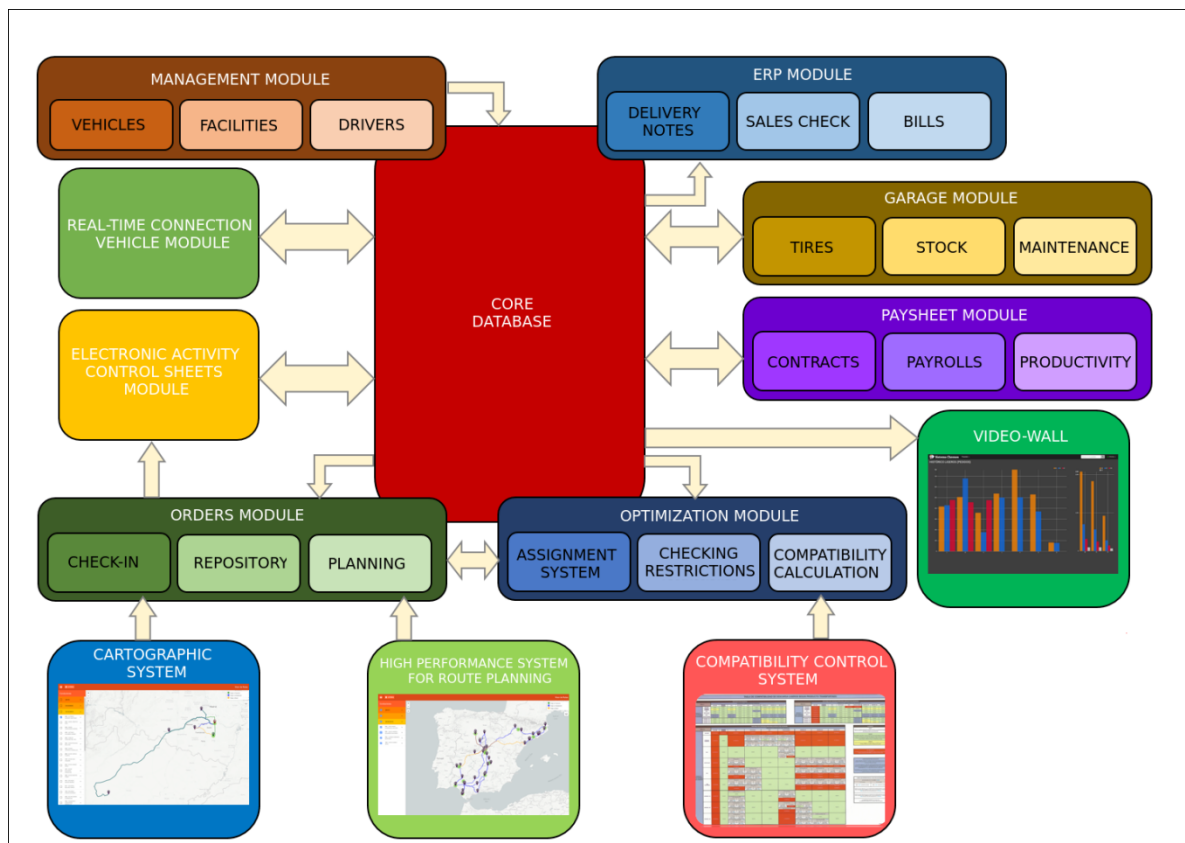 MANAGEMENT MODULE
VEHICLES
FACILITIES
DRIVERS
ERP MODULE
DELIVERY
NOTES
SALES CHECK
BILLS
REAL-TIME CONNECTION
VEHICLE MODULE
GARAGE MODULE
TIRES
STOCK
MAINTENANCE
CORE
DATABASE
ELECTRONIC ACTIVITY
CONTROL SHEETS
MODULE
PAYSHEET MODULE
CONTRACTS
PAYROLLS
PRODUCTIVITY
VIDEO-WALL
ORDERS MODULE
CHECK-IN
REPOSITORY
PLANNING
OPTIMIZATION MODULE
ASSIGNMENT
SYSTEM
CHECKING
RESTRICTIONS
COMPATIBILITY
CALCULATION
CARTOGRAPHIC
SYSTEM
HIGH PERFORMANCE SYSTEM
FOR ROUTE PLANNING
COMPATIBILITY CONTROL
SYSTEM